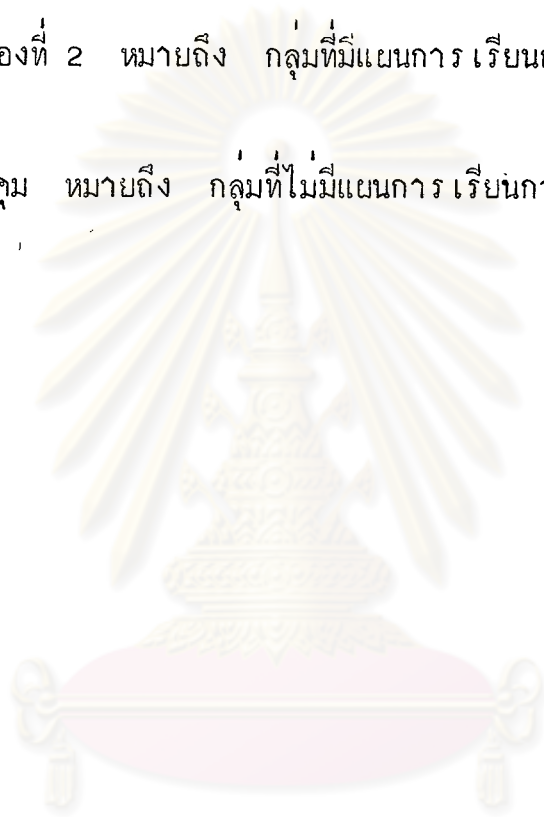 องที่ 2 หมายถึง กลุ่มที่มีแผนการเรียน
คุม หมายถึง กลุ่มที่ไม่มีแผนการเรียนกา